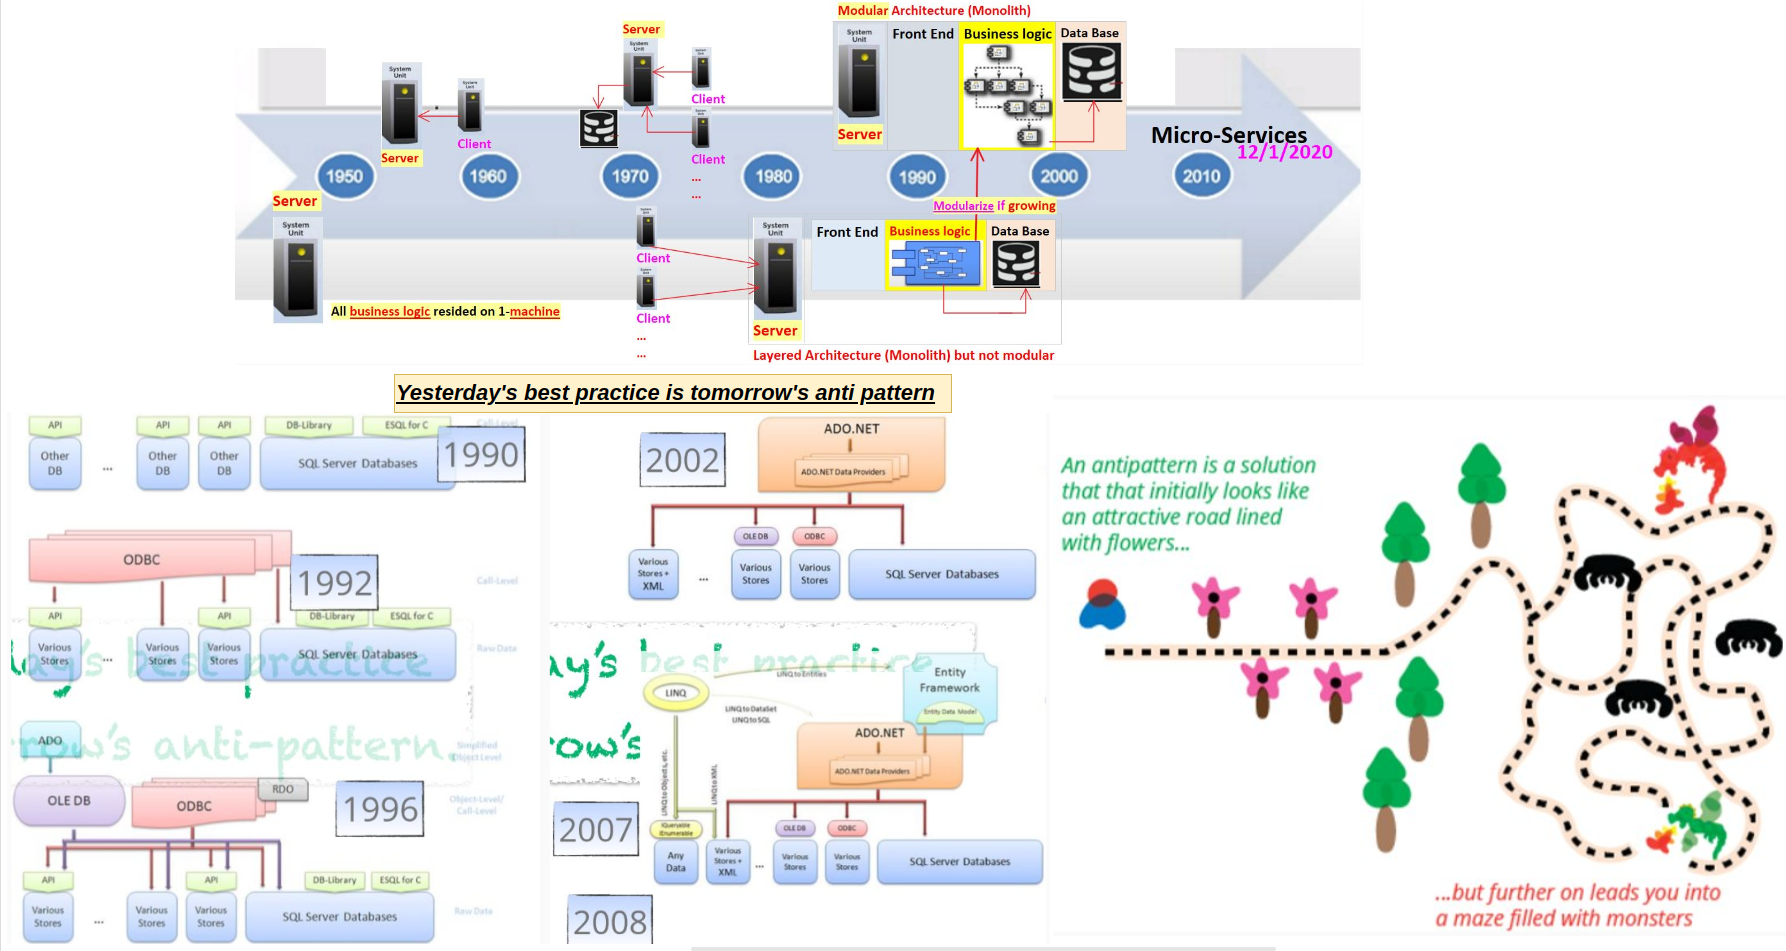 Modular Architecture (Monolith)
Server
System
Unit
Front End
Business logic
Data Base
System
Unit
System
Unit
Client
Server
System
Unit
Client
Client
...
...
Server
Micro-Services
12/1/2020
1950
1960
1970
1980
1990
2000
2010
Server
System
Unit
All business logic resided on 1-machine
Client
Client
...
...
System
Unit
Server
Modularize if growing
Front End
Business logic
Data Base
Layered Architecture (Monolith) but not modular
Yesterday's best practice is tomorrow's anti pattern
API
API
API
DB-Library
ESQL for C
Call-Level
Other
DB
...
Other
DB
Other
DB
SQL Server Databases
1990
ODBC
1992
Call-Level
API
API
DB-Library
ESQL for C
Various
Stores
...
Various
Stores
Various
Stores
SQL Server Databases
Raw Data
ay's best practice
row's anti-pattern.
ADO
Simplified
Object Level
OLE DB
ODBC
RDO
1996
Object-Level/
Call-Level
API
API
DB-Library
ESQL for C
Various
Stores
...
Various
Stores
Various
Stores
SQL Server Databases
Raw Data
2002
ADO.NET
ADO.NET Data Providers
OLE DB
ODBC
Various
Stores +
XML
...
Various
Stores
Various
Stores
SQL Server Databases
ay's best practice
row's
LINQ
LINQ to Entities
Entity
Framework
Entity Data Model
LINQ to DataSet
LINQ to SQL
ADO.NET
ADO.NET Data Providers
LINQ to Objects, etc.
LINQ to XML
2007
IQueryable
IEnumerable
OLE DB
ODBC
Any
Data
Various
Stores +
XML
...
Various
Stores
Various
Stores
SQL Server Databases
2008
An antipattern is a solution
that that initially looks like
an attractive road lined
with flowers...
...but further on leads you into
a maze filled with monsters